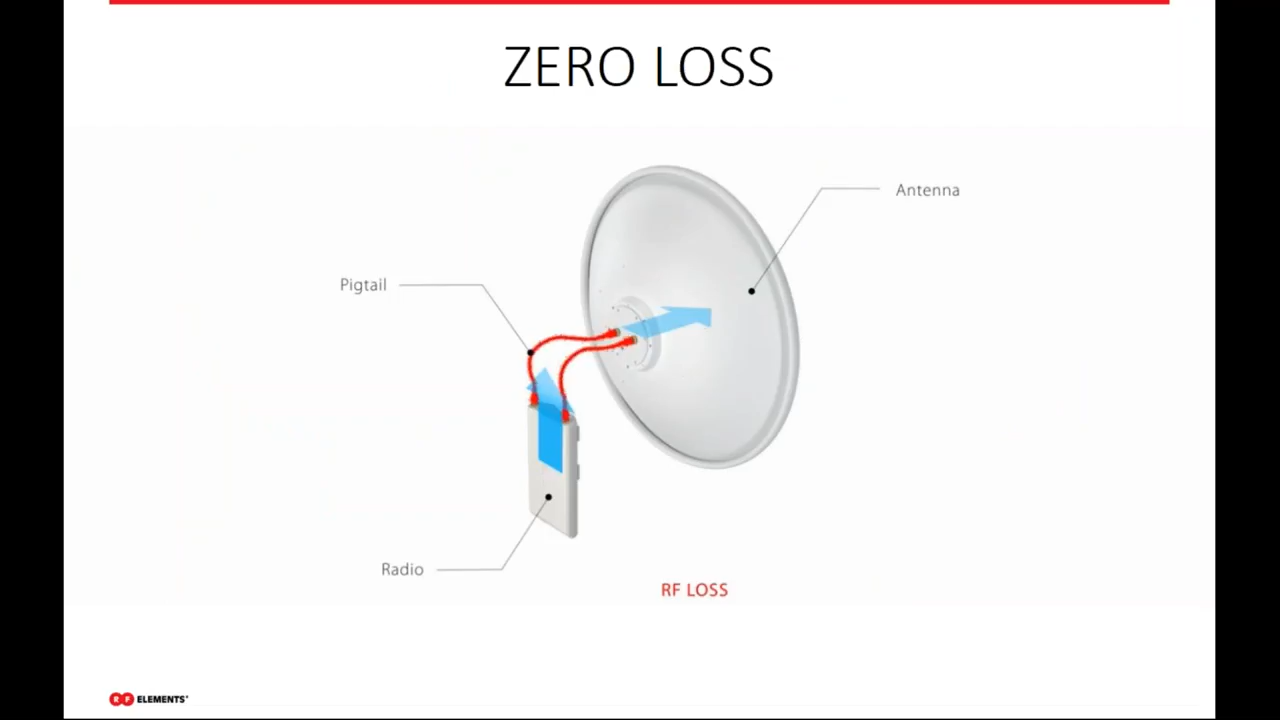 ZERO LOSS
Antenna
Pigtail
Radio
RF LOSS
RF ELEMENTS